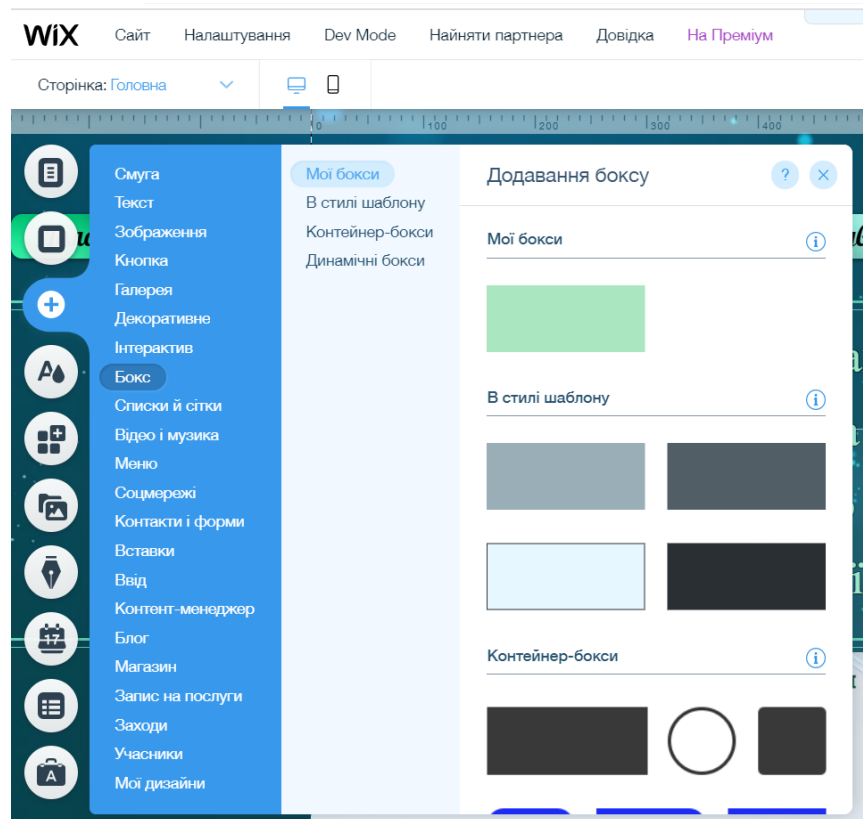 WiX Сайт Налаштування Dev Mode Найняти партнера Довідка На Преміум
Сторінка: Головна
0 100 200 300 400
Смуга
Текст
Зображення
Кнопка
Галерея
Декоративне
Інтерактив
Бокс
Списки й сітки
Відео і музика
Меню
Соцмережі
Контакти і форми
Вставки
Ввід
Контент-менеджер
Блог
Магазин
Запис на послуги
Заходи
Учасники
Мої дизайни
Мої бокси
В стилі шаблону
Контейнер-бокси
Динамічні бокси
Додавання боксу ?
Мої бокси
В стилі шаблону
Контейнер-бокси
17
A